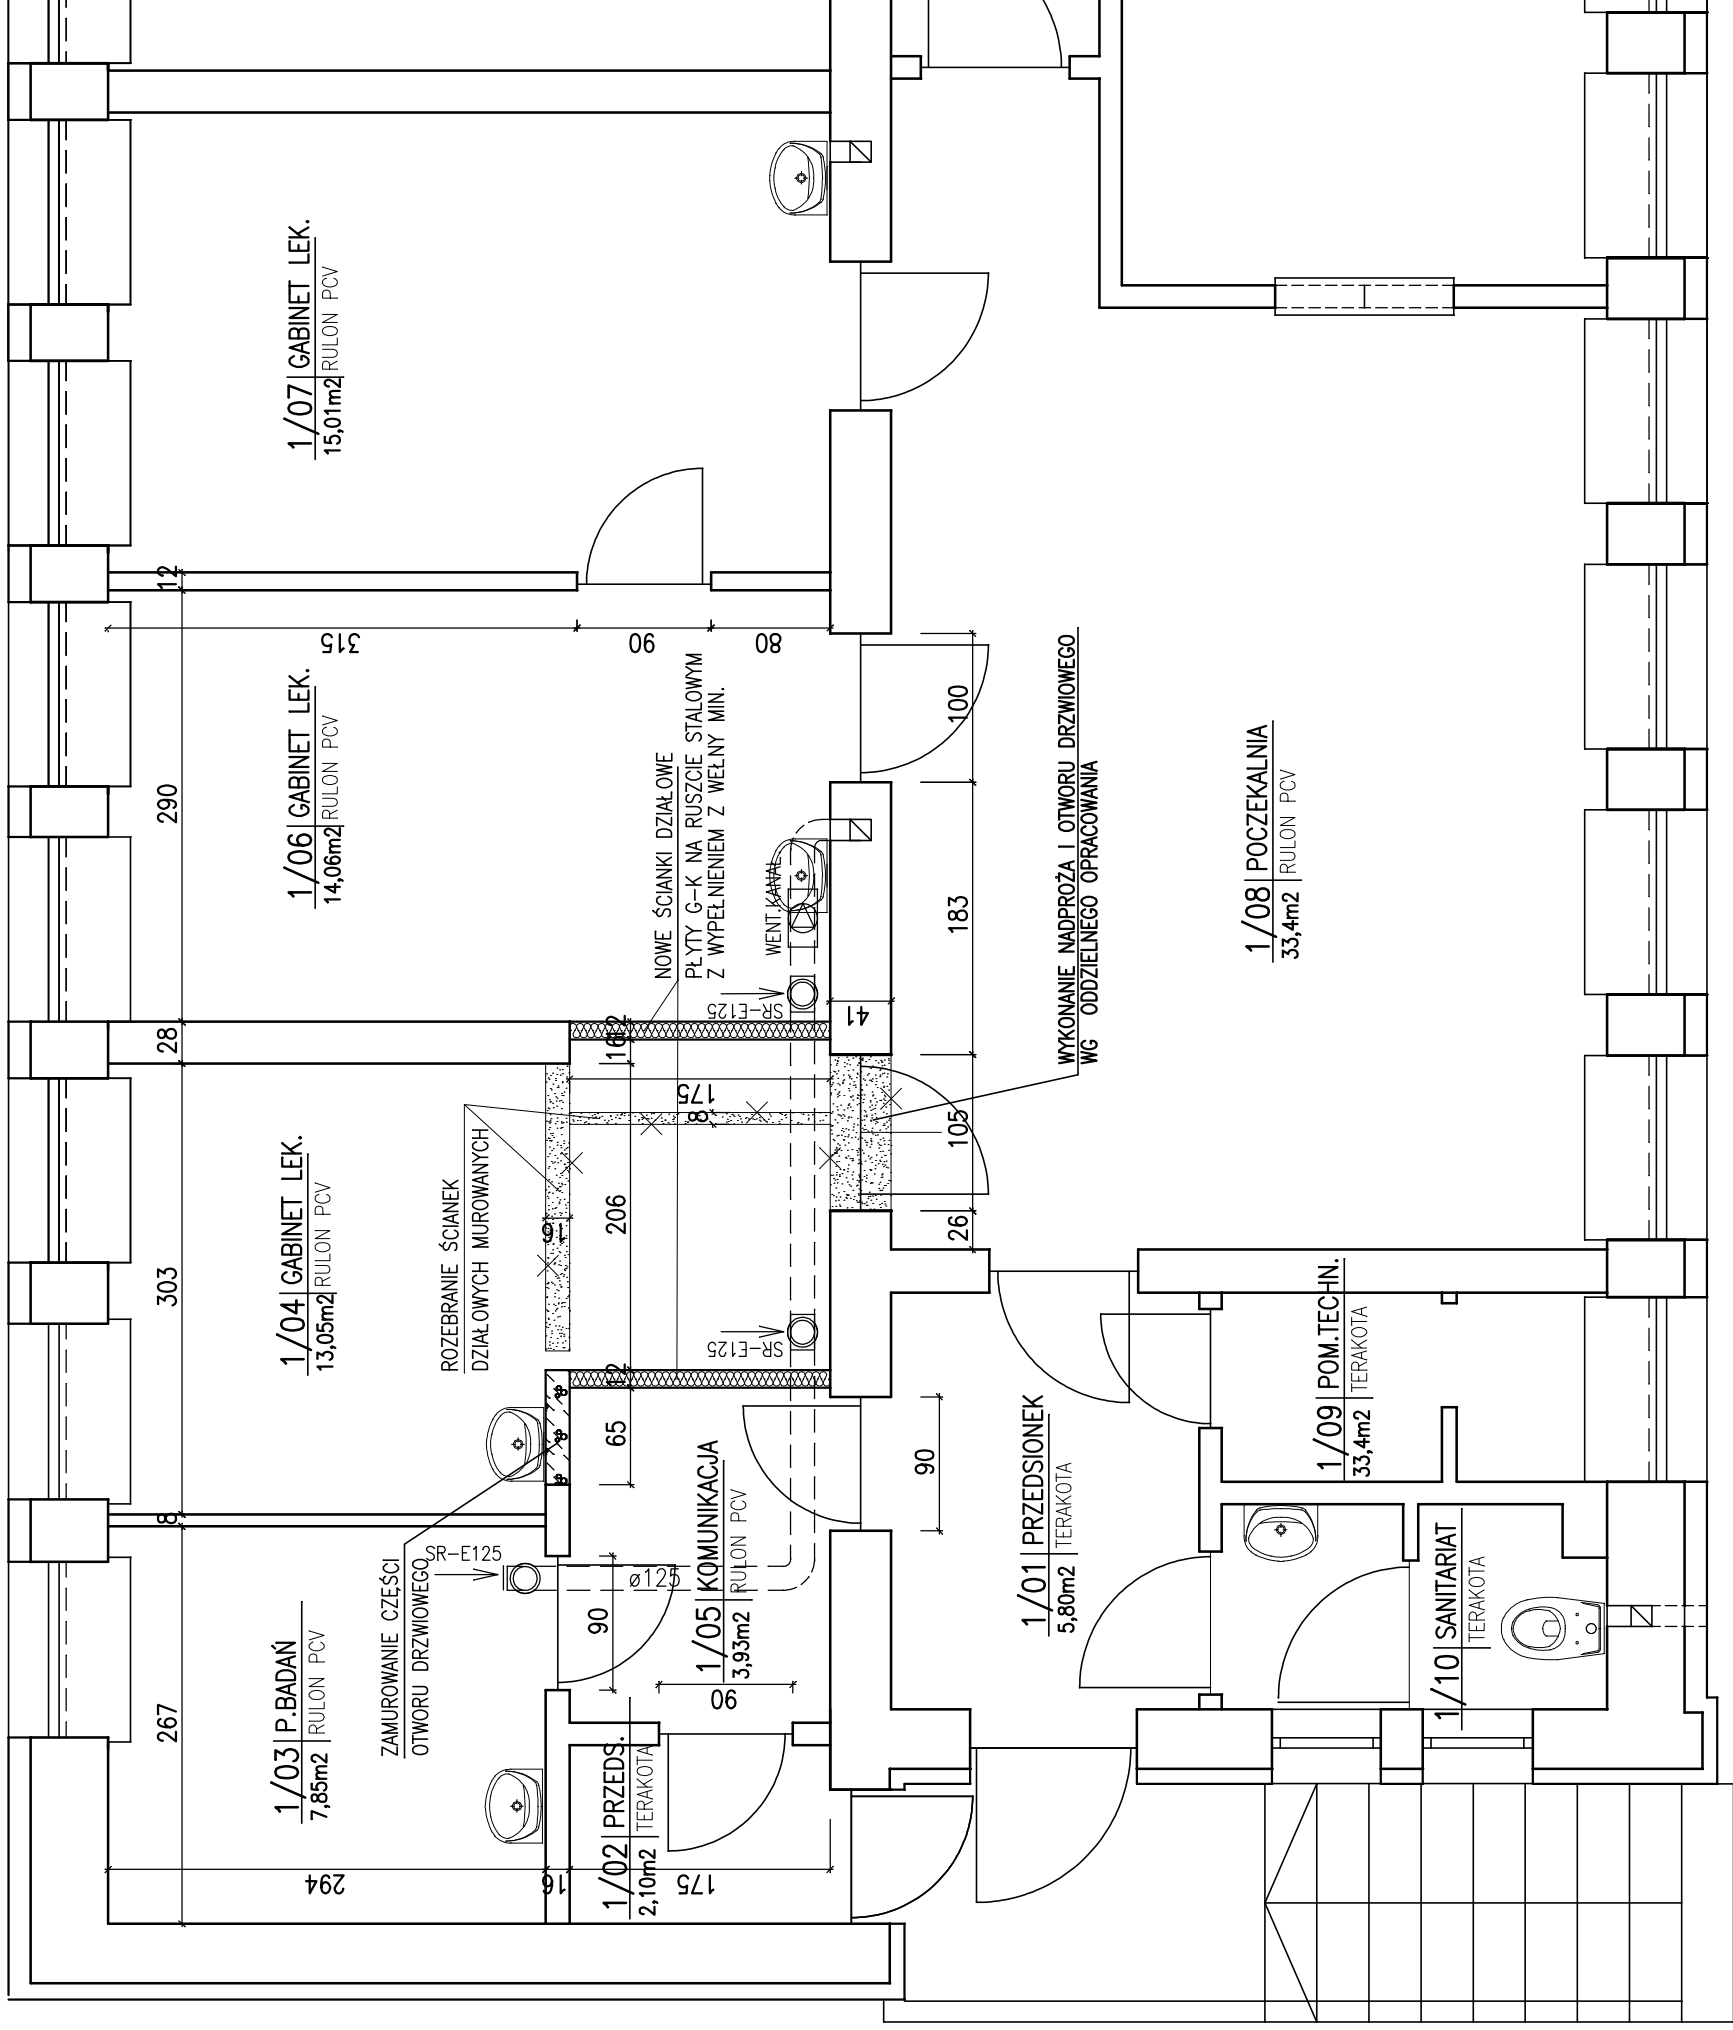 1/07 GABINET LEK.
15,01m2 RULON PCV
12
315
90
80
1/06 GABINET LEK.
14,06m2 RULON PCV
290
NOWE ŚCIANKI DZIAŁOWE
PŁYTY G-K NA RUSZCIE STALOWYM
Z WYPEŁNIENIEM Z WEŁNY MIN.
WENT.KANAŁ.
SR-E125
100
183
41
WYKONANIE NADPROŻA I OTWORU DRZWIOWEGO
WG ODDZIELNEGO OPRACOWANIA
1/08 POCZEKALNIA
33,4m2 RULON PCV
28
16
12
175
8
105
26
1/04 GABINET LEK.
13,05m2 RULON PCV
303
ROZEBRANIE ŚCIANEK
DZIAŁOWYCH MUROWANYCH
16
206
SR-E125
12
65
90
1/09 POM.TECHN.
33,4m2 TERAKOTA
1/01 PRZEDSIONEK
5,80m2 TERAKOTA
8
ZAMUROWANIE CZĘŚCI
OTWORU DRZWIOWEGO
SR-E125
ø125
90
1/05 KOMUNIKACJA
3,93m2 RULON PCV
90
1/10 SANITARIAT
TERAKOTA
267
1/03 P.BADAŃ
7,85m2 RULON PCV
1/02 PRZEDS.
2,10m2 TERAKOTA
294
16
175